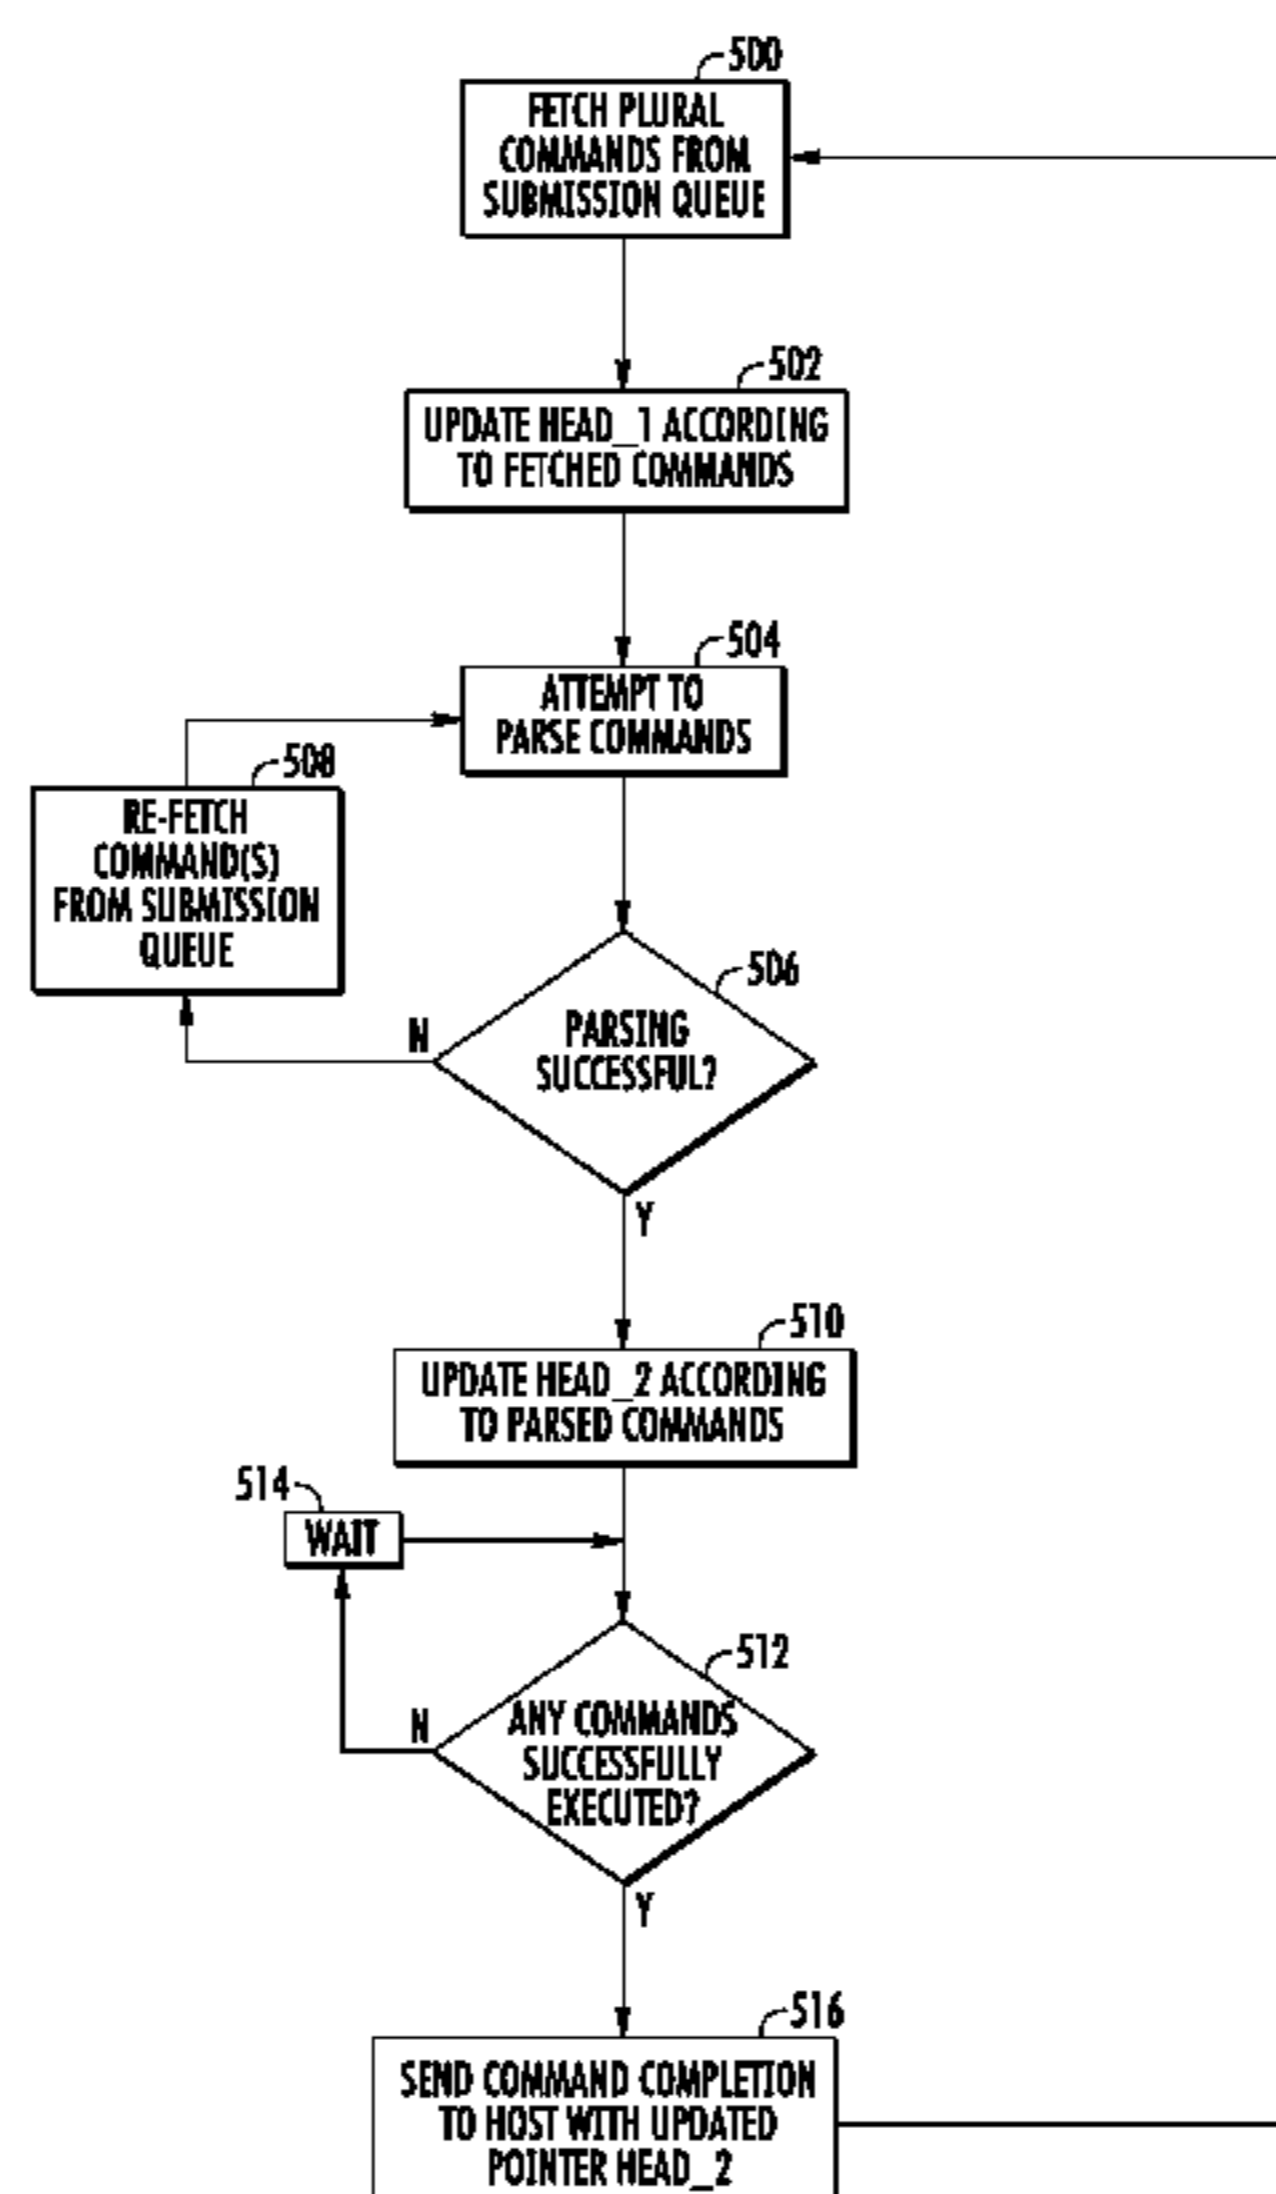 500
FETCH PLURAL
COMMANDS FROM
SUBMISSION QUEUE
502
UPDATE HEAD_1 ACCORDING
TO FETCHED COMMANDS
504
ATTEMPT TO
PARSE COMMANDS
508
RE-FETCH
COMMAND(S)
FROM SUBMISSION
QUEUE
506
N
PARSING
SUCCESSFUL?
Y
510
UPDATE HEAD_2 ACCORDING
TO PARSED COMMANDS
514
WAIT
512
N
ANY COMMANDS
SUCCESSFULLY
EXECUTED?
Y
516
SEND COMMAND COMPLETION
TO HOST WITH UPDATED
POINTER HEAD_2